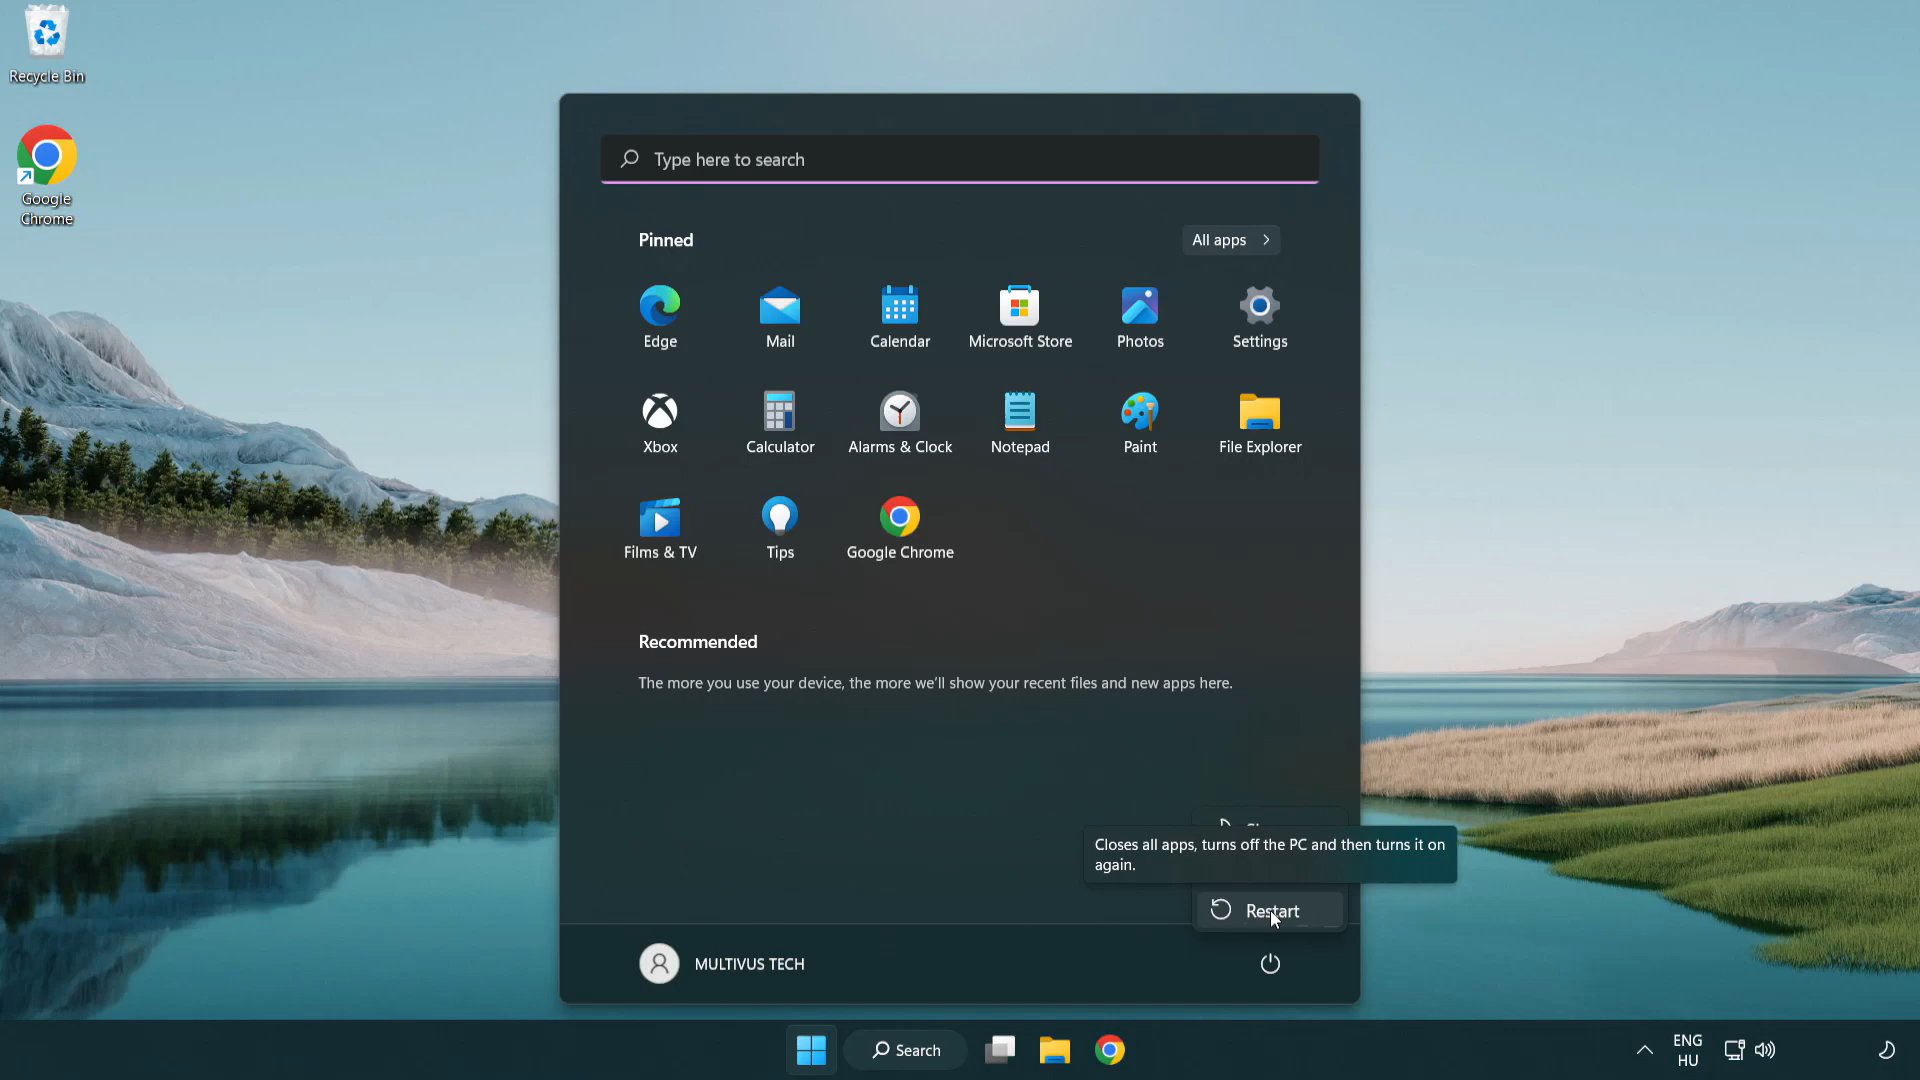 Recycle Bin
Google
Chrome
Type here to search
Pinned
All apps
Edge
Mail
Calendar
Microsoft Store
Photos
Settings
Xbox
Calculator
Alarms & Clock
Notepad
Paint
File Explorer
Films & TV
Tips
Google Chrome
Recommended
The more you use your device, the more we’ll show your recent files and new apps here.
Closes all apps, turns off the PC and then turns it on
again.
Restart
MULTIVUS TECH
Search
ENG
HU